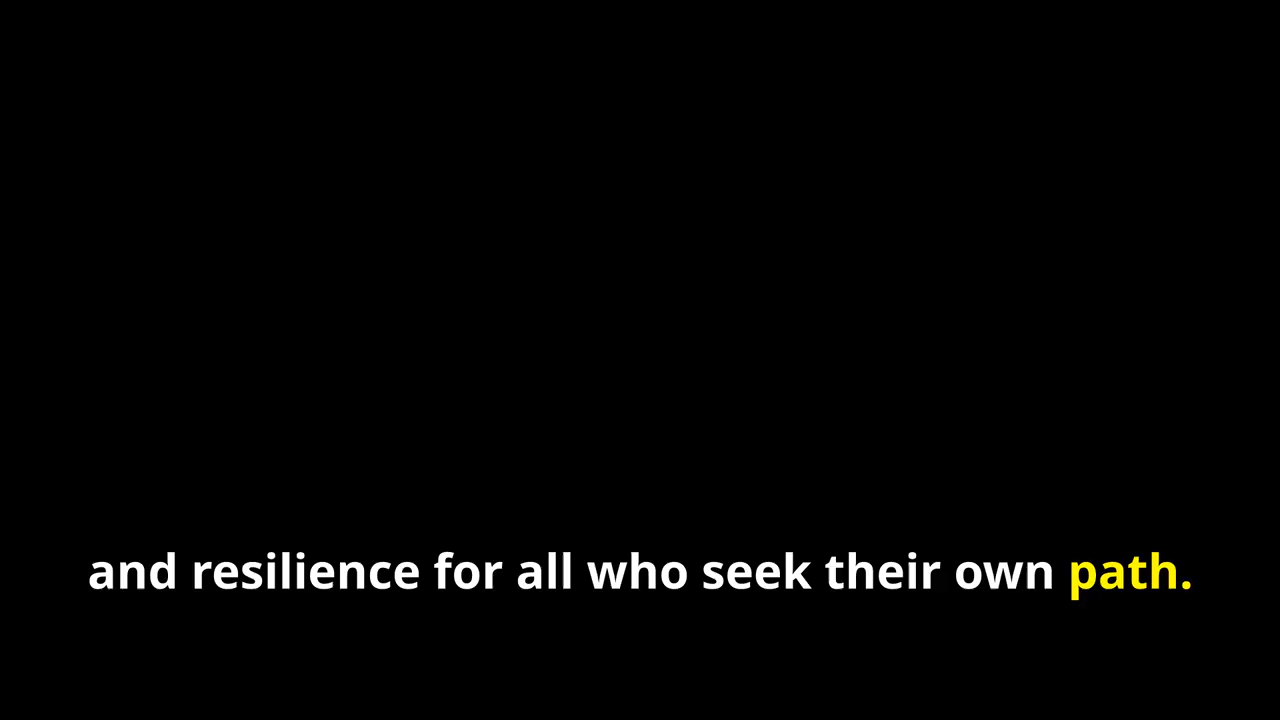 and resilience for all who seek their own path.